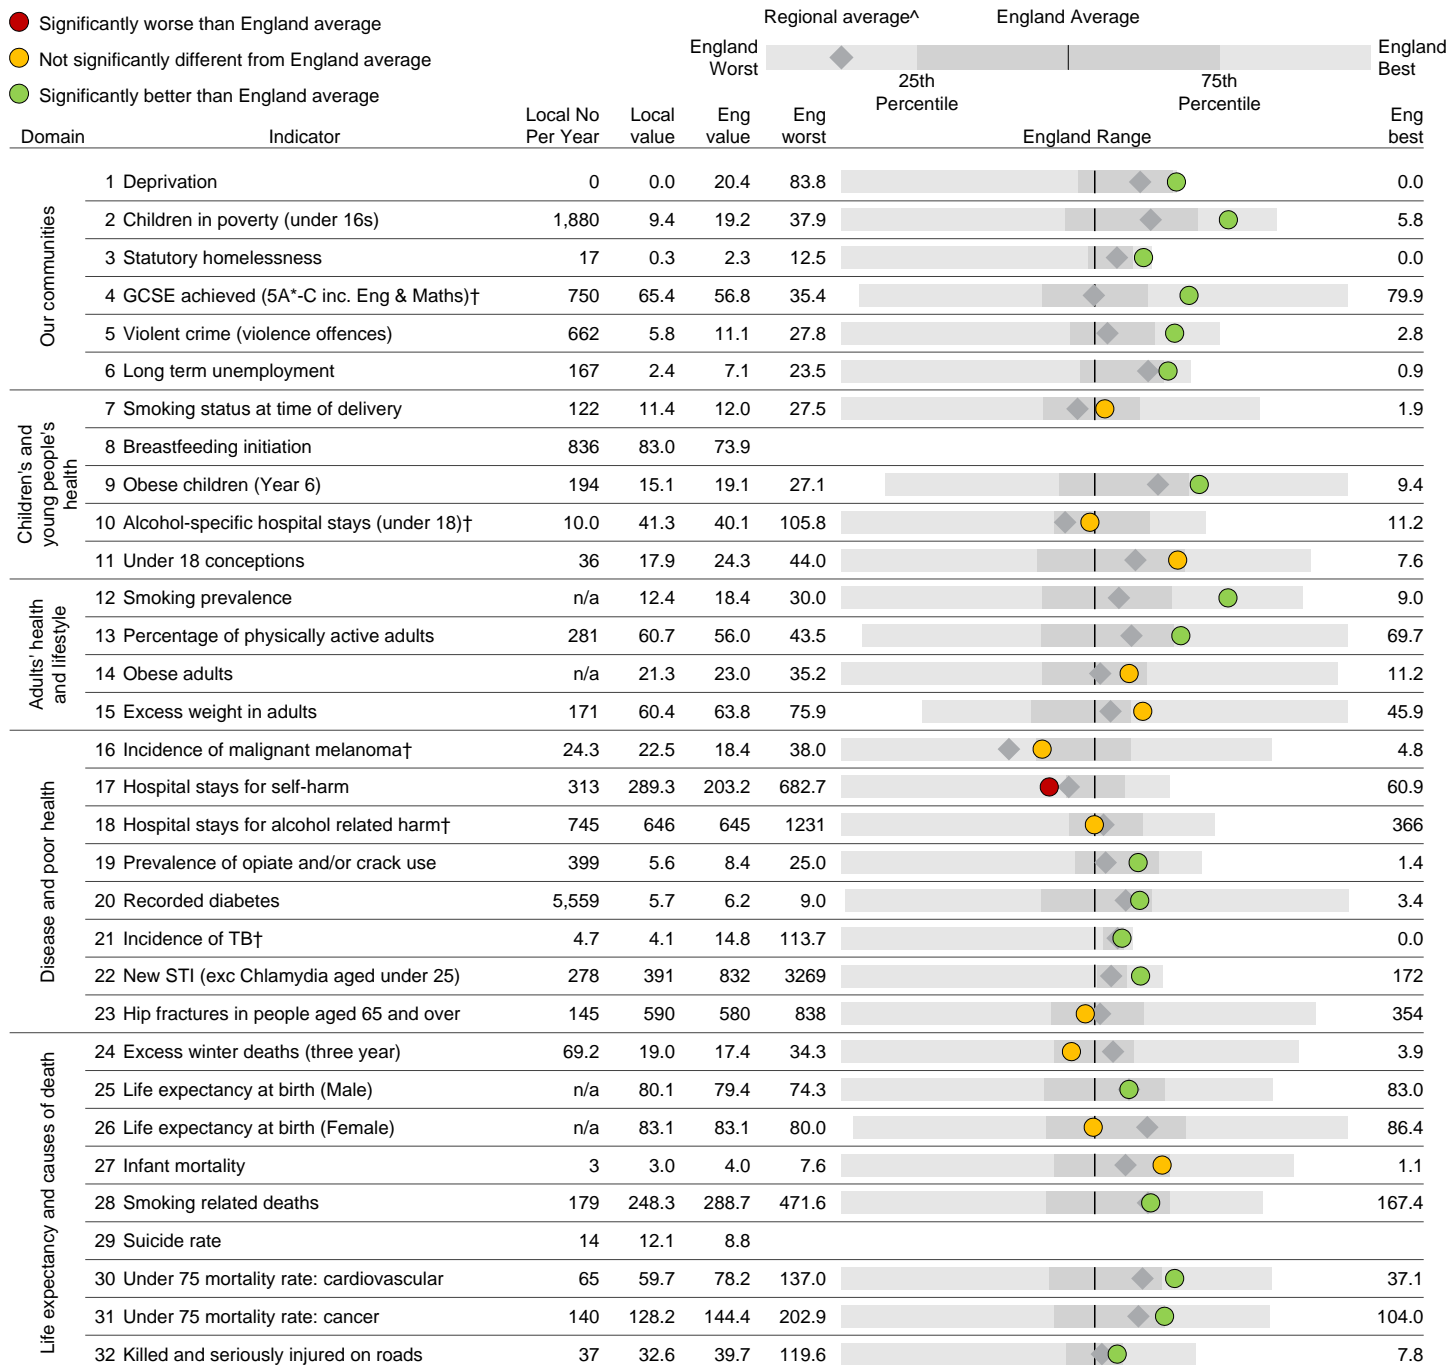 Significantly worse than England average
Not significantly different from England average
Significantly better than England average
Regional average^ England Average
England Worst England Best
25th Percentile 75th Percentile
Domain Indicator Local No Per Year Local value Eng value Eng worst England Range Eng best
Our communities
1 Deprivation 0 0.0 20.4 83.8 0.0
2 Children in poverty (under 16s) 1,880 9.4 19.2 37.9 5.8
3 Statutory homelessness 17 0.3 2.3 12.5 0.0
4 GCSE achieved (5A*-C inc. Eng & Maths)† 750 65.4 56.8 35.4 79.9
5 Violent crime (violence offences) 662 5.8 11.1 27.8 2.8
6 Long term unemployment 167 2.4 7.1 23.5 0.9
Children's and young people's health
7 Smoking status at time of delivery 122 11.4 12.0 27.5 1.9
8 Breastfeeding initiation 836 83.0 73.9
9 Obese children (Year 6) 194 15.1 19.1 27.1 9.4
10 Alcohol-specific hospital stays (under 18)† 10.0 41.3 40.1 105.8 11.2
11 Under 18 conceptions 36 17.9 24.3 44.0 7.6
Adults' health and lifestyle
12 Smoking prevalence n/a 12.4 18.4 30.0 9.0
13 Percentage of physically active adults 281 60.7 56.0 43.5 69.7
14 Obese adults n/a 21.3 23.0 35.2 11.2
15 Excess weight in adults 171 60.4 63.8 75.9 45.9
Disease and poor health
16 Incidence of malignant melanoma† 24.3 22.5 18.4 38.0 4.8
17 Hospital stays for self-harm 313 289.3 203.2 682.7 60.9
18 Hospital stays for alcohol related harm† 745 646 645 1231 366
19 Prevalence of opiate and/or crack use 399 5.6 8.4 25.0 1.4
20 Recorded diabetes 5,559 5.7 6.2 9.0 3.4
21 Incidence of TB† 4.7 4.1 14.8 113.7 0.0
22 New STI (exc Chlamydia aged under 25) 278 391 832 3269 172
23 Hip fractures in people aged 65 and over 145 590 580 838 354
Life expectancy and causes of death
24 Excess winter deaths (three year) 69.2 19.0 17.4 34.3 3.9
25 Life expectancy at birth (Male) n/a 80.1 79.4 74.3 83.0
26 Life expectancy at birth (Female) n/a 83.1 83.1 80.0 86.4
27 Infant mortality 3 3.0 4.0 7.6 1.1
28 Smoking related deaths 179 248.3 288.7 471.6 167.4
29 Suicide rate 14 12.1 8.8
30 Under 75 mortality rate: cardiovascular 65 59.7 78.2 137.0 37.1
31 Under 75 mortality rate: cancer 140 128.2 144.4 202.9 104.0
32 Killed and seriously injured on roads 37 32.6 39.7 119.6 7.8